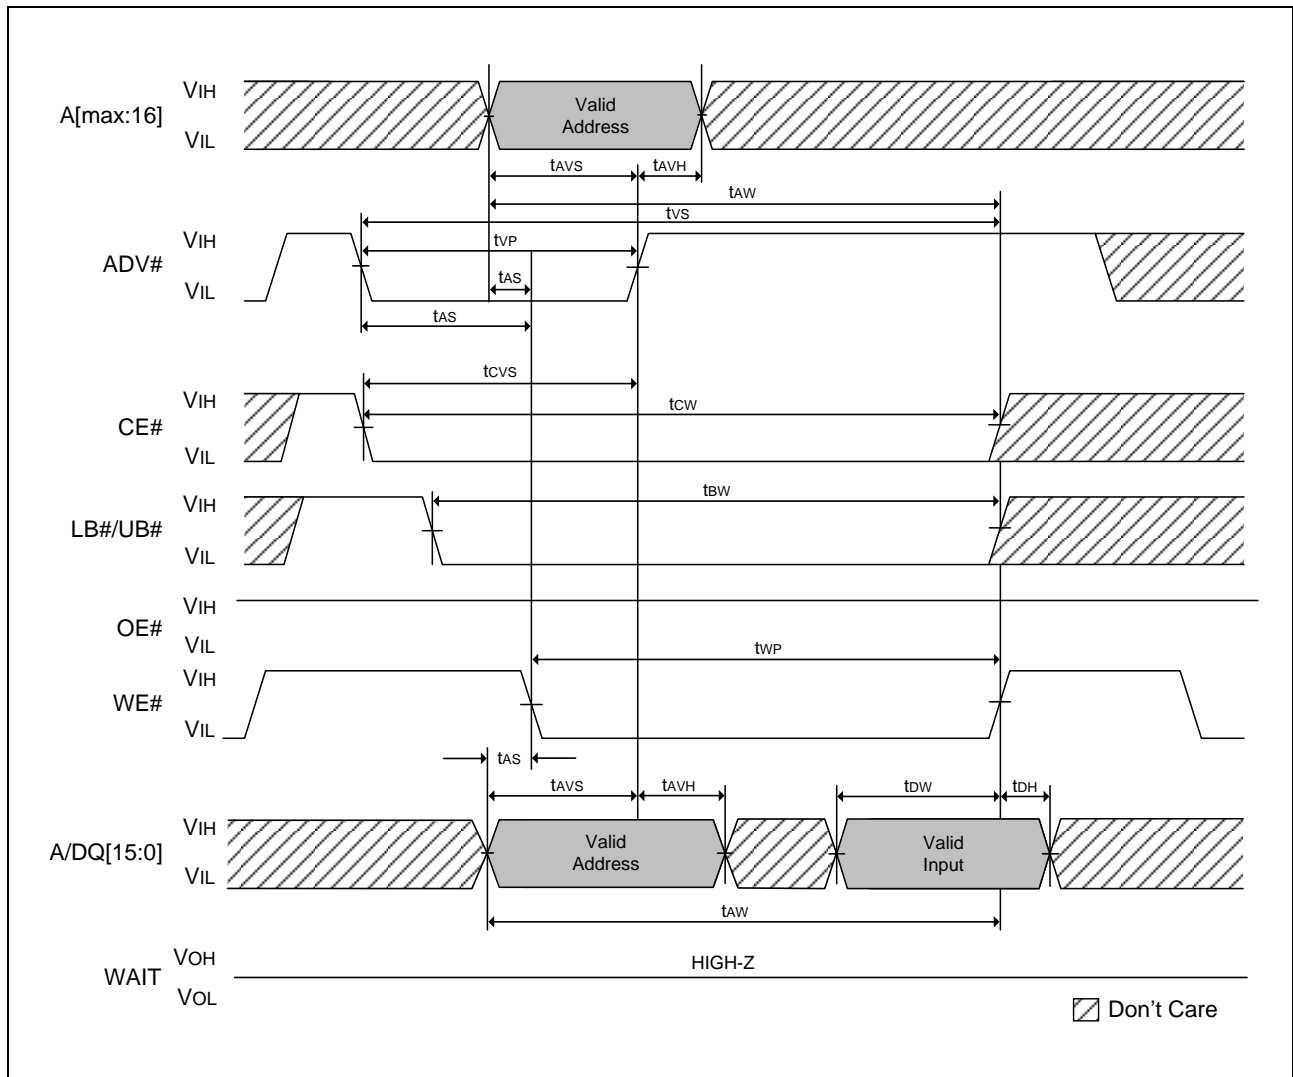 VIH
A[max:16]
VIL
Valid
Address
tAVS
tAVH
tAW
tVS
VIH
tVP
ADV#
VIL
tAS
tAS
tCVS
VIH
tCW
CE#
VIL
VIH
tBW
LB#/UB#
VIL
VIH
OE#
VIL
tWP
VIH
WE#
VIL
tAS
tAVS
tAVH
tDW
tDH
VIH
A/DQ[15:0]
VIL
Valid
Address
Valid
Input
tAW
VOH
HIGH-Z
WAIT
VOL
Don't Care